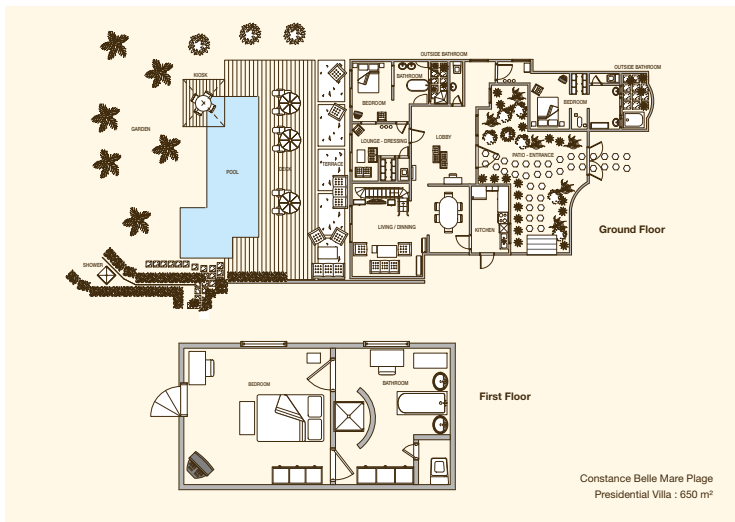 OUTSIDE BATHROOM
OUTSIDE BATHROOM
KIOSK
BATHROOM
BEDROOM
BEDROOM
GARDEN
LOUNGE - DRESSING
LOBBY
PATIO - ENTRANCE
POOL
DECK
TERRACE
LIVING / DINING
KITCHEN
Ground Floor
SHOWER
BEDROOM
BATHROOM
First Floor
Constance Belle Mare Plage
Presidential Villa : 650 m²